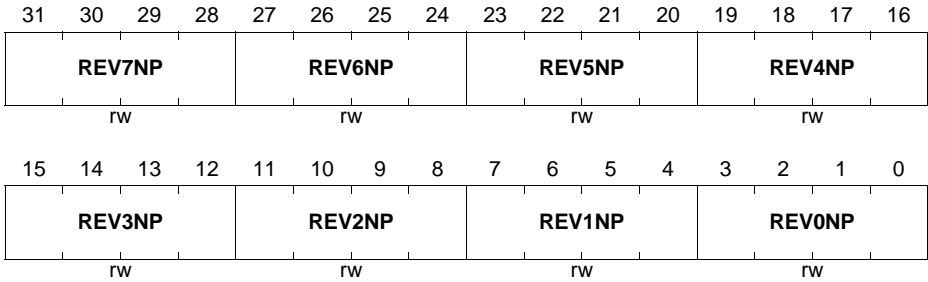 31 30 29 28 27 26 25 24 23 22 21 20 19 18 17 16
REV7NP REV6NP REV5NP REV4NP
rw rw rw rw
15 14 13 12 11 10 9 8 7 6 5 4 3 2 1 0
REV3NP REV2NP REV1NP REV0NP
rw rw rw rw